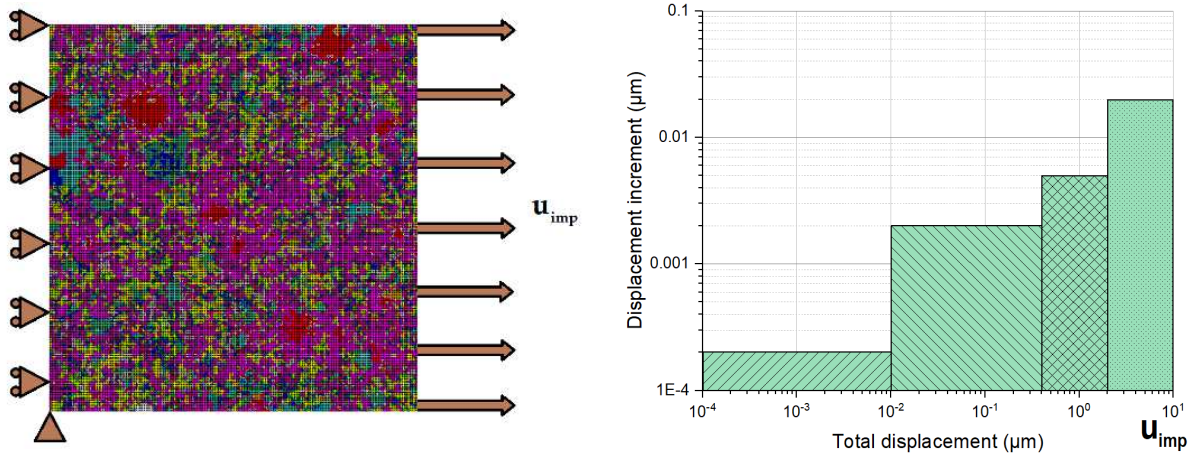 u_imp
0.1
0.01
0.001
1E-4
Displacement increment (μm)
10^-4
10^-3
10^-2
10^-1
10^0
10^1
Total displacement (μm)
u_imp